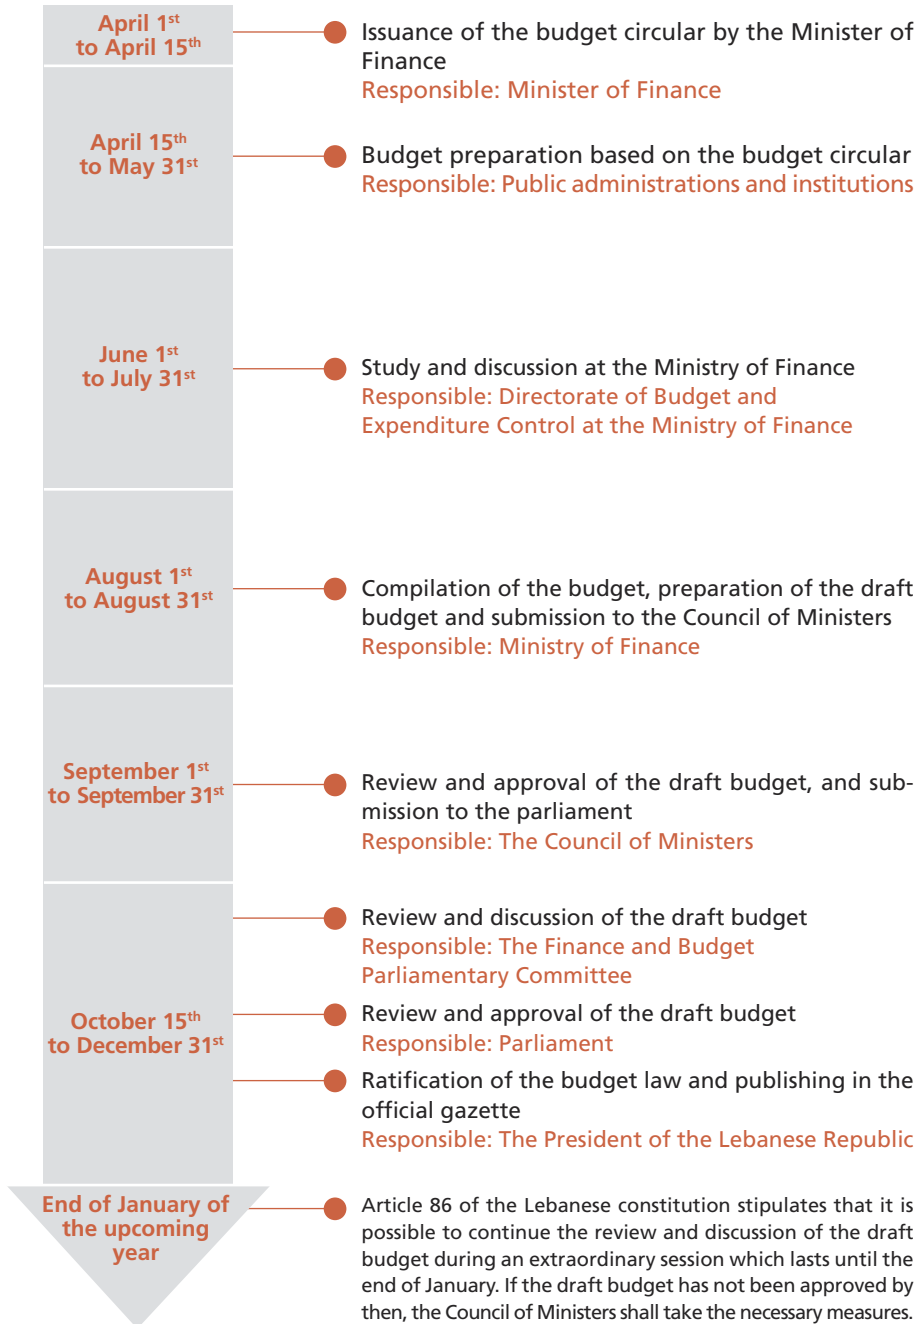 April 1st
to April 15th
Issuance of the budget circular by the Minister of
Finance
Responsible: Minister of Finance
April 15th
to May 31st
Budget preparation based on the budget circular
Responsible: Public administrations and institutions
June 1st
to July 31st
Study and discussion at the Ministry of Finance
Responsible: Directorate of Budget and
Expenditure Control at the Ministry of Finance
August 1st
to August 31st
Compilation of the budget, preparation of the draft
budget and submission to the Council of Ministers
Responsible: Ministry of Finance
September 1st
to September 31st
Review and approval of the draft budget, and sub-
mission to the parliament
Responsible: The Council of Ministers
October 15th
to December 31st
Review and discussion of the draft budget
Responsible: The Finance and Budget
Parliamentary Committee
Review and approval of the draft budget
Responsible: Parliament
Ratification of the budget law and publishing in the
official gazette
Responsible: The President of the Lebanese Republic
End of January of
the upcoming
year
Article 86 of the Lebanese constitution stipulates that it is
possible to continue the review and discussion of the draft
budget during an extraordinary session which lasts until the
end of January. If the draft budget has not been approved by
then, the Council of Ministers shall take the necessary measures.